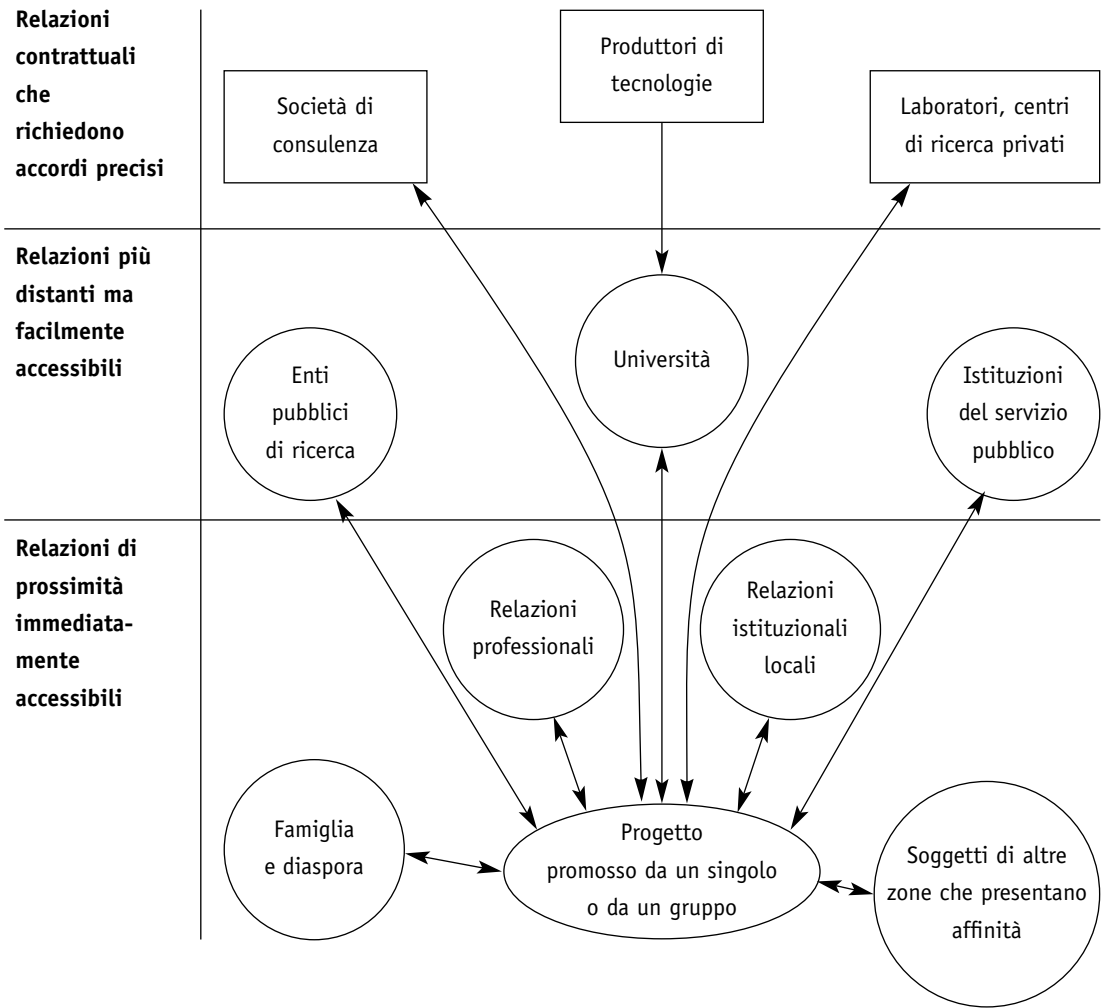 Relazioni
contrattuali
che
richiedono
accordi precisi
Società di
consulenza
Produttori di
tecnologie
Laboratori, centri
di ricerca privati
Relazioni più
distanti ma
facilmente
accessibili
Enti
pubblici
di ricerca
Università
Istituzioni
del servizio
pubblico
Relazioni di
prossimità
immediata-
mente
accessibili
Relazioni
professionali
Relazioni
istituzionali
locali
Famiglia
e diaspora
Progetto
promosso da un singolo
o da un gruppo
Soggetti di altre
zone che presentano
affinità